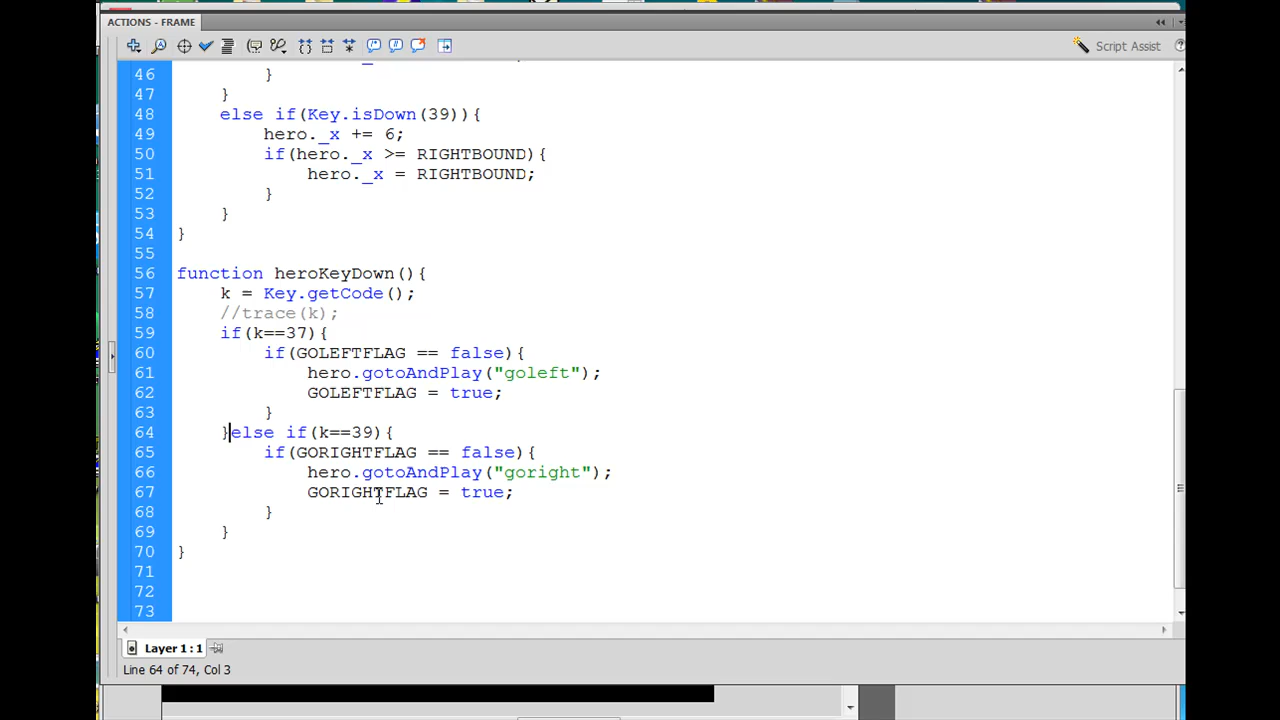 ACTIONS - FRAME
Script Assist
46 }
47 }
48 else if(Key.isDown(39)){
49 hero._x += 6;
50 if(hero._x >= RIGHTBOUND){
51 hero._x = RIGHTBOUND;
52 }
53 }
54 }
55
56 function heroKeyDown(){
57 k = Key.getCode();
58 //trace(k);
59 if(k==37){
60 if(GOLEFTFLAG == false){
61 hero.gotoAndPlay("goleft");
62 GOLEFTFLAG = true;
63 }
64 }else if(k==39){
65 if(GORIGHTFLAG == false){
66 hero.gotoAndPlay("goright");
67 GORIGHTFLAG = true;
68 }
69 }
70 }
71
72
73
Layer 1 : 1
Line 64 of 74, Col 3